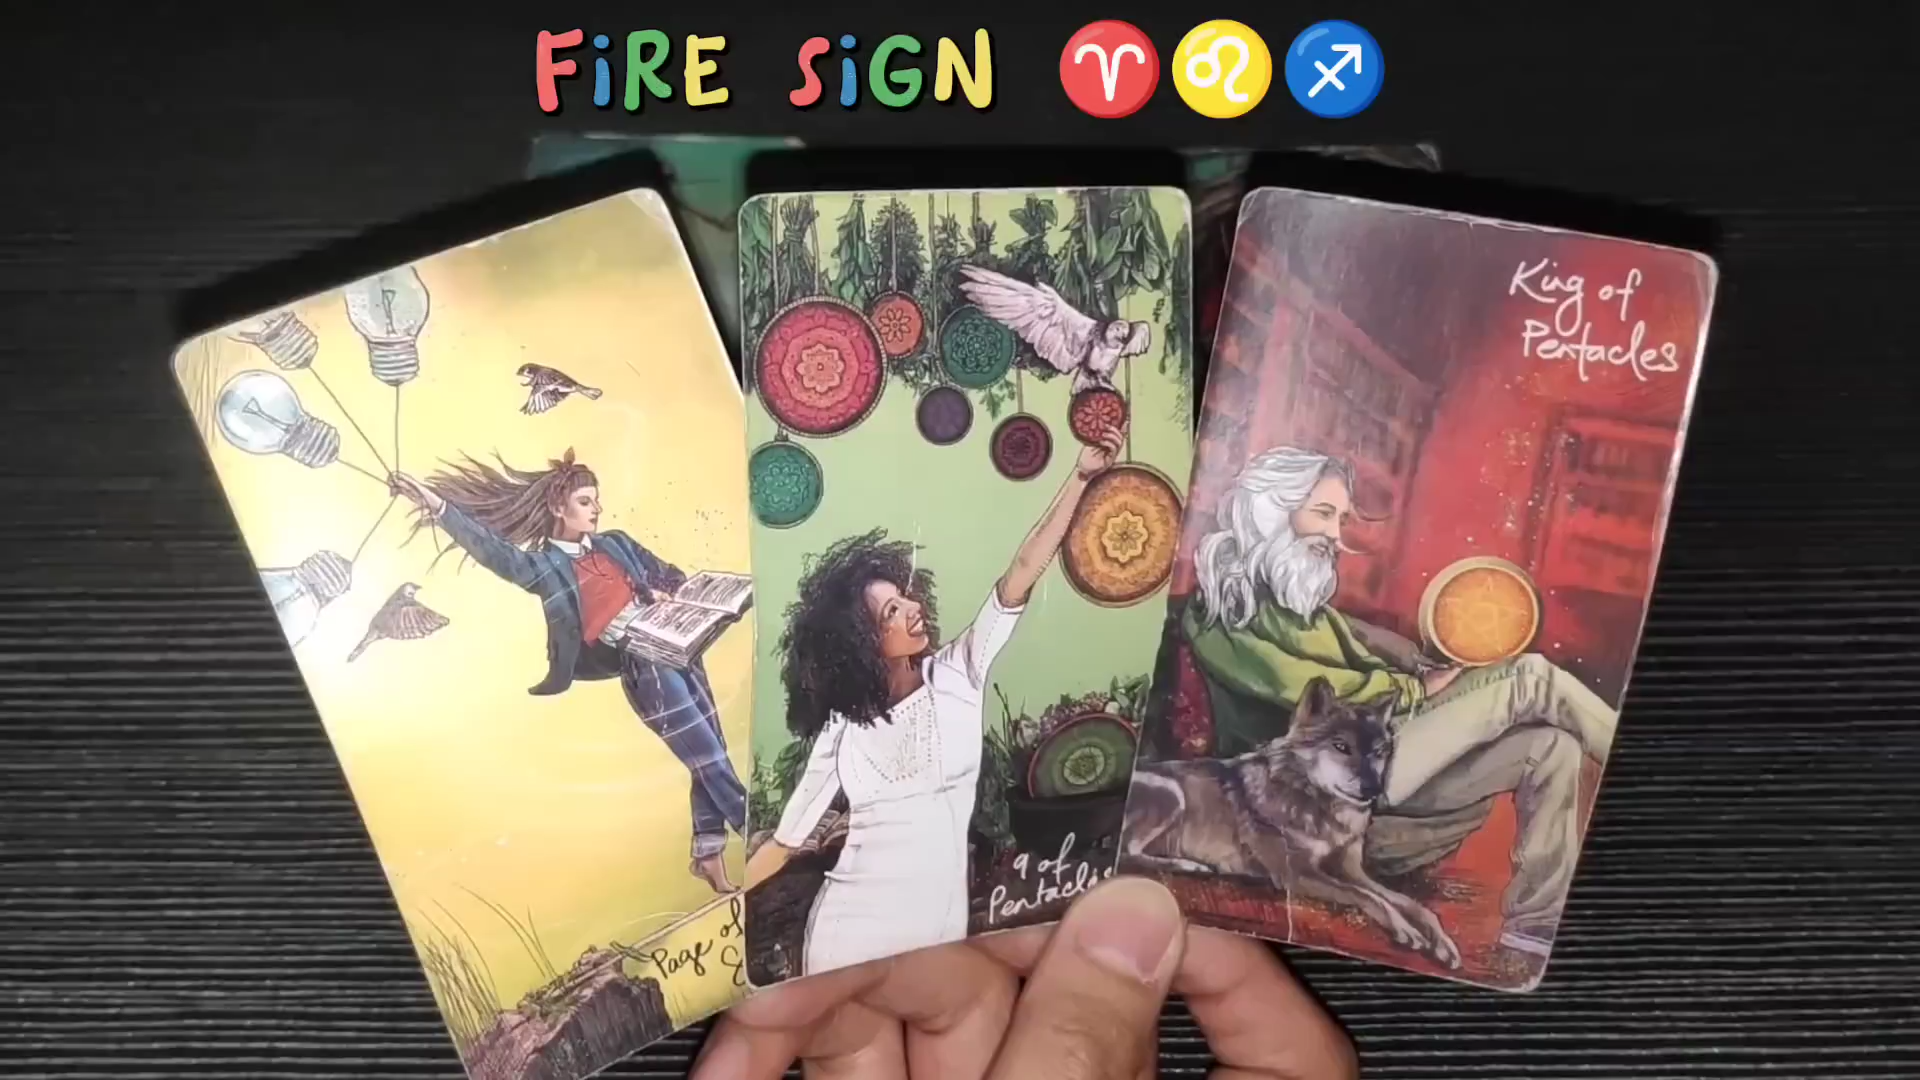 FiRE SiGN ♈♌♐
King of
Pentacles
9 of
Pentacles
Page of